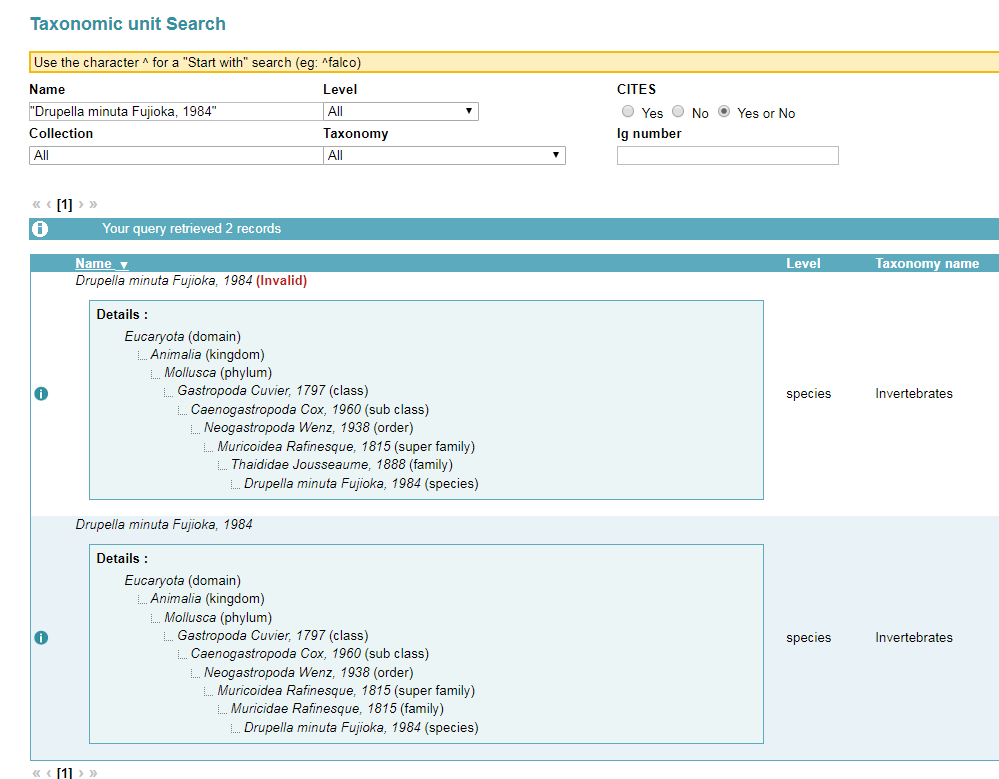 Taxonomic unit Search
Use the character ^ for a "Start with" search (eg: ^falco)
Name Level CITES
"Drupella minuta Fujioka, 1984" All ▼ Yes No Yes or No
Collection Taxonomy Ig number
All All ▼
« ‹ [1] › »
i Your query retrieved 2 records
Name ▼ Level Taxonomy name
Drupella minuta Fujioka, 1984 (Invalid)
Details :
Eucaryota (domain)
Animalia (kingdom)
Mollusca (phylum)
Gastropoda Cuvier, 1797 (class)
i species Invertebrates
Caenogastropoda Cox, 1960 (sub class)
Neogastropoda Wenz, 1938 (order)
Muricoidea Rafinesque, 1815 (super family)
Thaididae Jousseaume, 1888 (family)
Drupella minuta Fujioka, 1984 (species)
Drupella minuta Fujioka, 1984
Details :
Eucaryota (domain)
Animalia (kingdom)
Mollusca (phylum)
Gastropoda Cuvier, 1797 (class)
i species Invertebrates
Caenogastropoda Cox, 1960 (sub class)
Neogastropoda Wenz, 1938 (order)
Muricoidea Rafinesque, 1815 (super family)
Muricidae Rafinesque, 1815 (family)
Drupella minuta Fujioka, 1984 (species)
« ‹ [1] › »